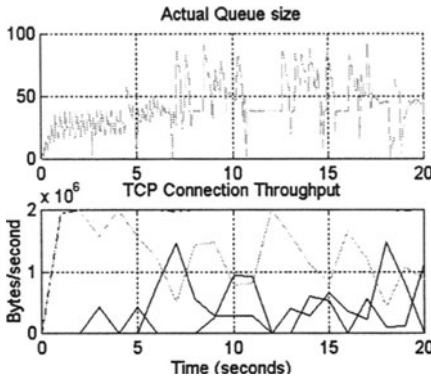 Actual Queue size
100
50
0
0 5 10 15 20
x 10^6
TCP Connection Throughput
2
1
0
Bytes/second
0 5 10 15 20
Time (seconds)